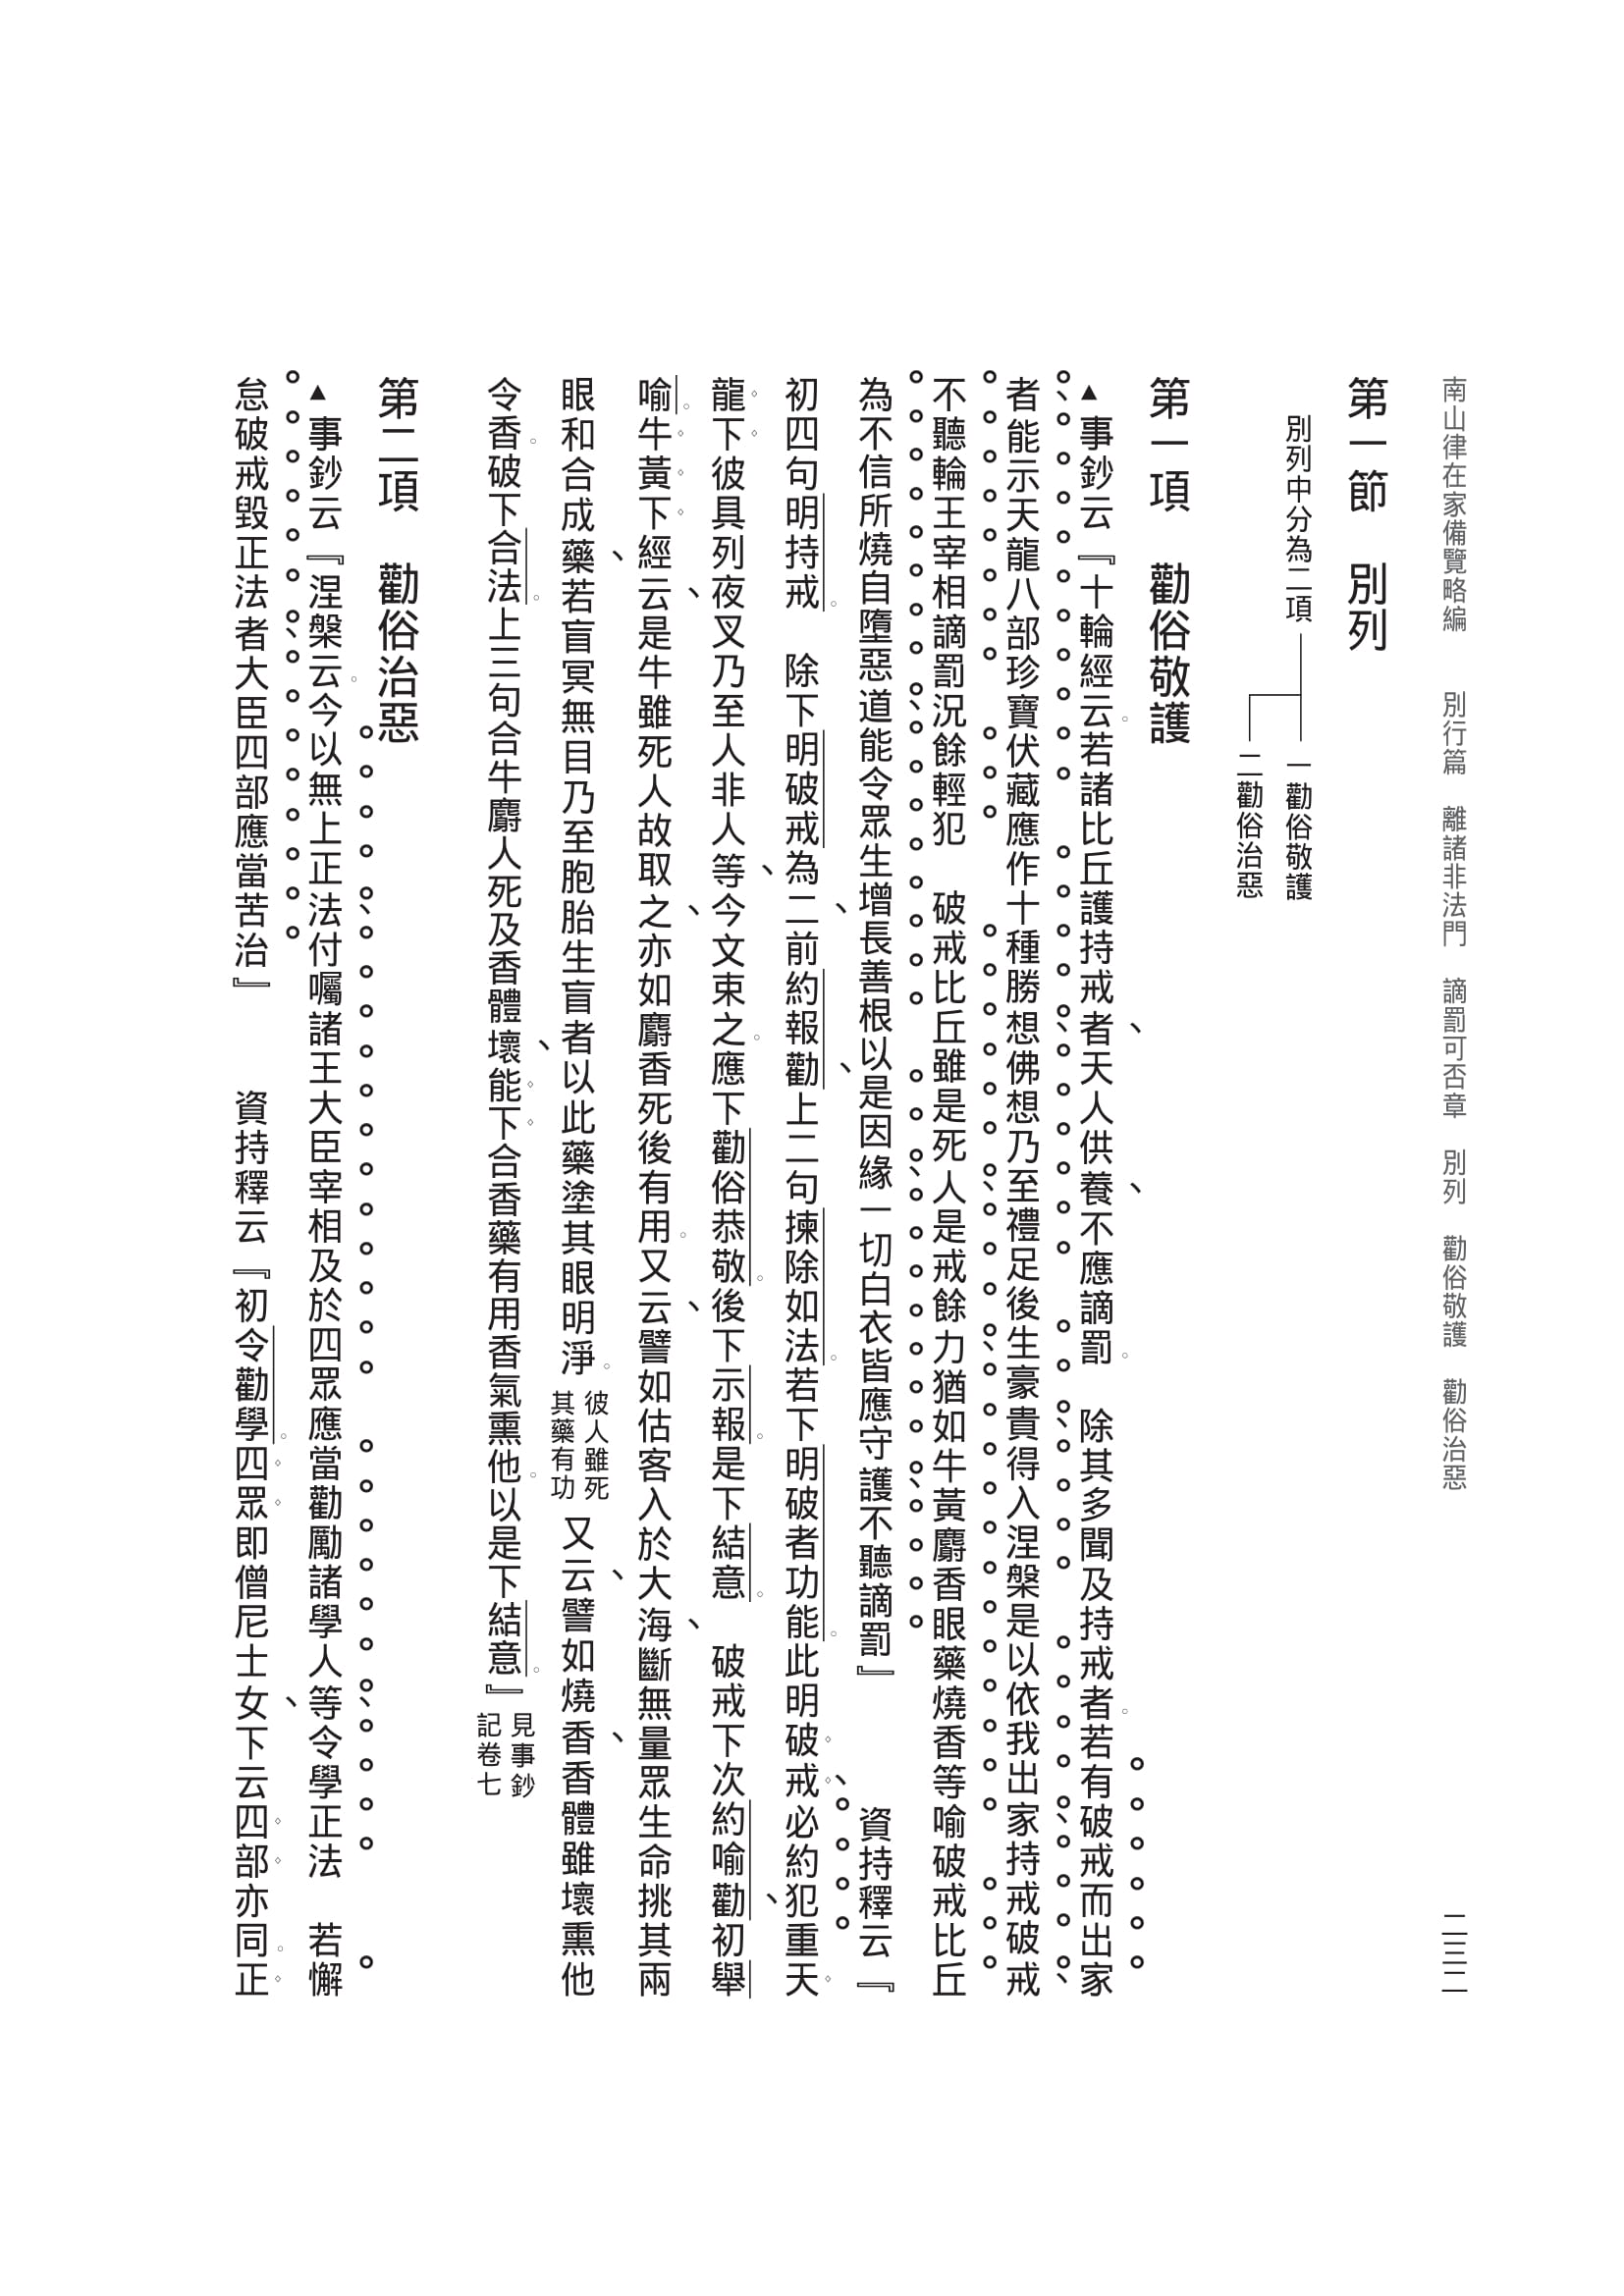 南山律在家備覽略編　別行篇　離諸非法門　謫罰可否章　別列　勸俗敬護　勸俗治惡　二三二
第一節　別列
別列中分為二項
一勸俗敬護
二勸俗治惡
第一項　勸俗敬護
▲事鈔云『十輪經云若諸比丘護持戒者天人供養不應謫罰　除其多聞及持戒者若有破戒而出家
者能示天龍八部珍寶伏藏應作十種勝想佛想乃至禮足後生豪貴得入涅槃是以依我出家持戒破戒
不聽輪王宰相謫罰況餘輕犯　破戒比丘雖是死人是戒餘力猶如牛黃麝香眼藥燒香等喻破戒比丘
為不信所燒自墮惡道能令眾生增長善根以是因緣一切白衣皆應守護不聽謫罰』　資持釋云『
初四句明持戒　除下明破戒為二前約報勸上二句揀除如法若下明破者功能此明破戒必約犯重天
龍下彼具列夜叉乃至人非人等今文束之應下勸俗恭敬後下示報是下結意　破戒下次約喻勸初舉
喻牛黃下經云是牛雖死人故取之亦如麝香死後有用又云譬如估客入於大海斷無量眾生命挑其兩
眼和合成藥若盲冥無目乃至胞胎生盲者以此藥塗其眼明淨彼人雖死其藥有功又云譬如燒香香體雖壞熏他
令香破下合法上三句合牛麝人死及香體壞能下合香藥有用香氣熏他以是下結意』見事鈔記卷七
第二項　勸俗治惡
▲事鈔云『涅槃云今以無上正法付囑諸王大臣宰相及於四眾應當勸勵諸學人等令學正法　若懈
怠破戒毀正法者大臣四部應當苦治』　資持釋云『初令勸學四眾即僧尼士女下云四部亦同正